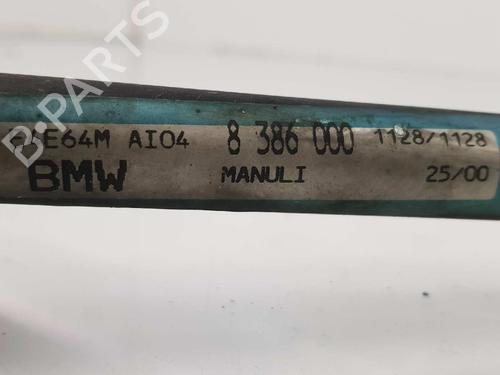 E64M AI04 8 386 000 1128/1128
BMW MANULI 25/00
B-PARTS